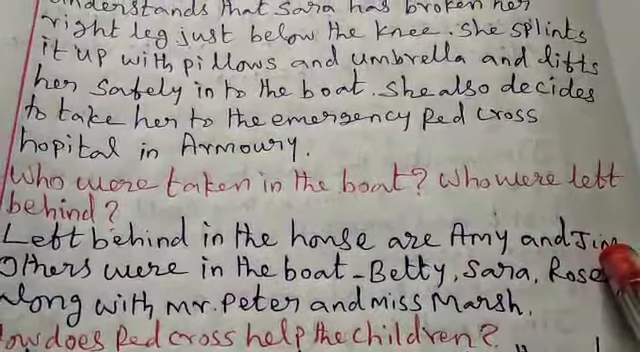 understands that Sara has broken her
right leg just below the knee. She splints
it up with pillows and umbrella and lifts
her safely in to the boat. She also decides
to take her to the emergency Red Cross
hopital in Armoury.
Who were taken in the boat? Who were left
behind?
Left behind in the house are Amy and Jim
Others were in the boat - Betty, Sara, Rose
along with Mr. Peter and miss Marsh.
How does Red cross help the children?